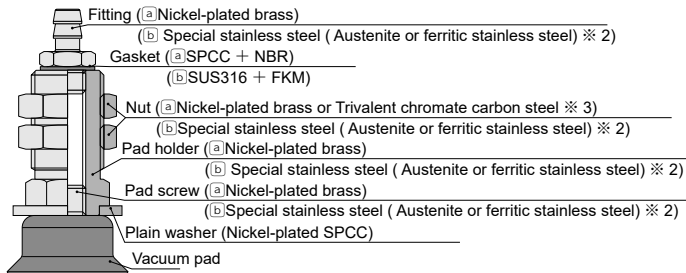 Fitting (ⓐNickel-plated brass)
(ⓑ Special stainless steel ( Austenite or ferritic stainless steel) ※ 2)
Gasket (ⓐSPCC + NBR)
(ⓑSUS316 + FKM)
Nut (ⓐNickel-plated brass or Trivalent chromate carbon steel ※ 3)
(ⓑSpecial stainless steel ( Austenite or ferritic stainless steel) ※ 2)
Pad holder (ⓐNickel-plated brass)
(ⓑ Special stainless steel ( Austenite or ferritic stainless steel) ※ 2)
Pad screw (ⓐNickel-plated brass)
(ⓑSpecial stainless steel ( Austenite or ferritic stainless steel) ※ 2)
Plain washer (Nickel-plated SPCC)
Vacuum pad